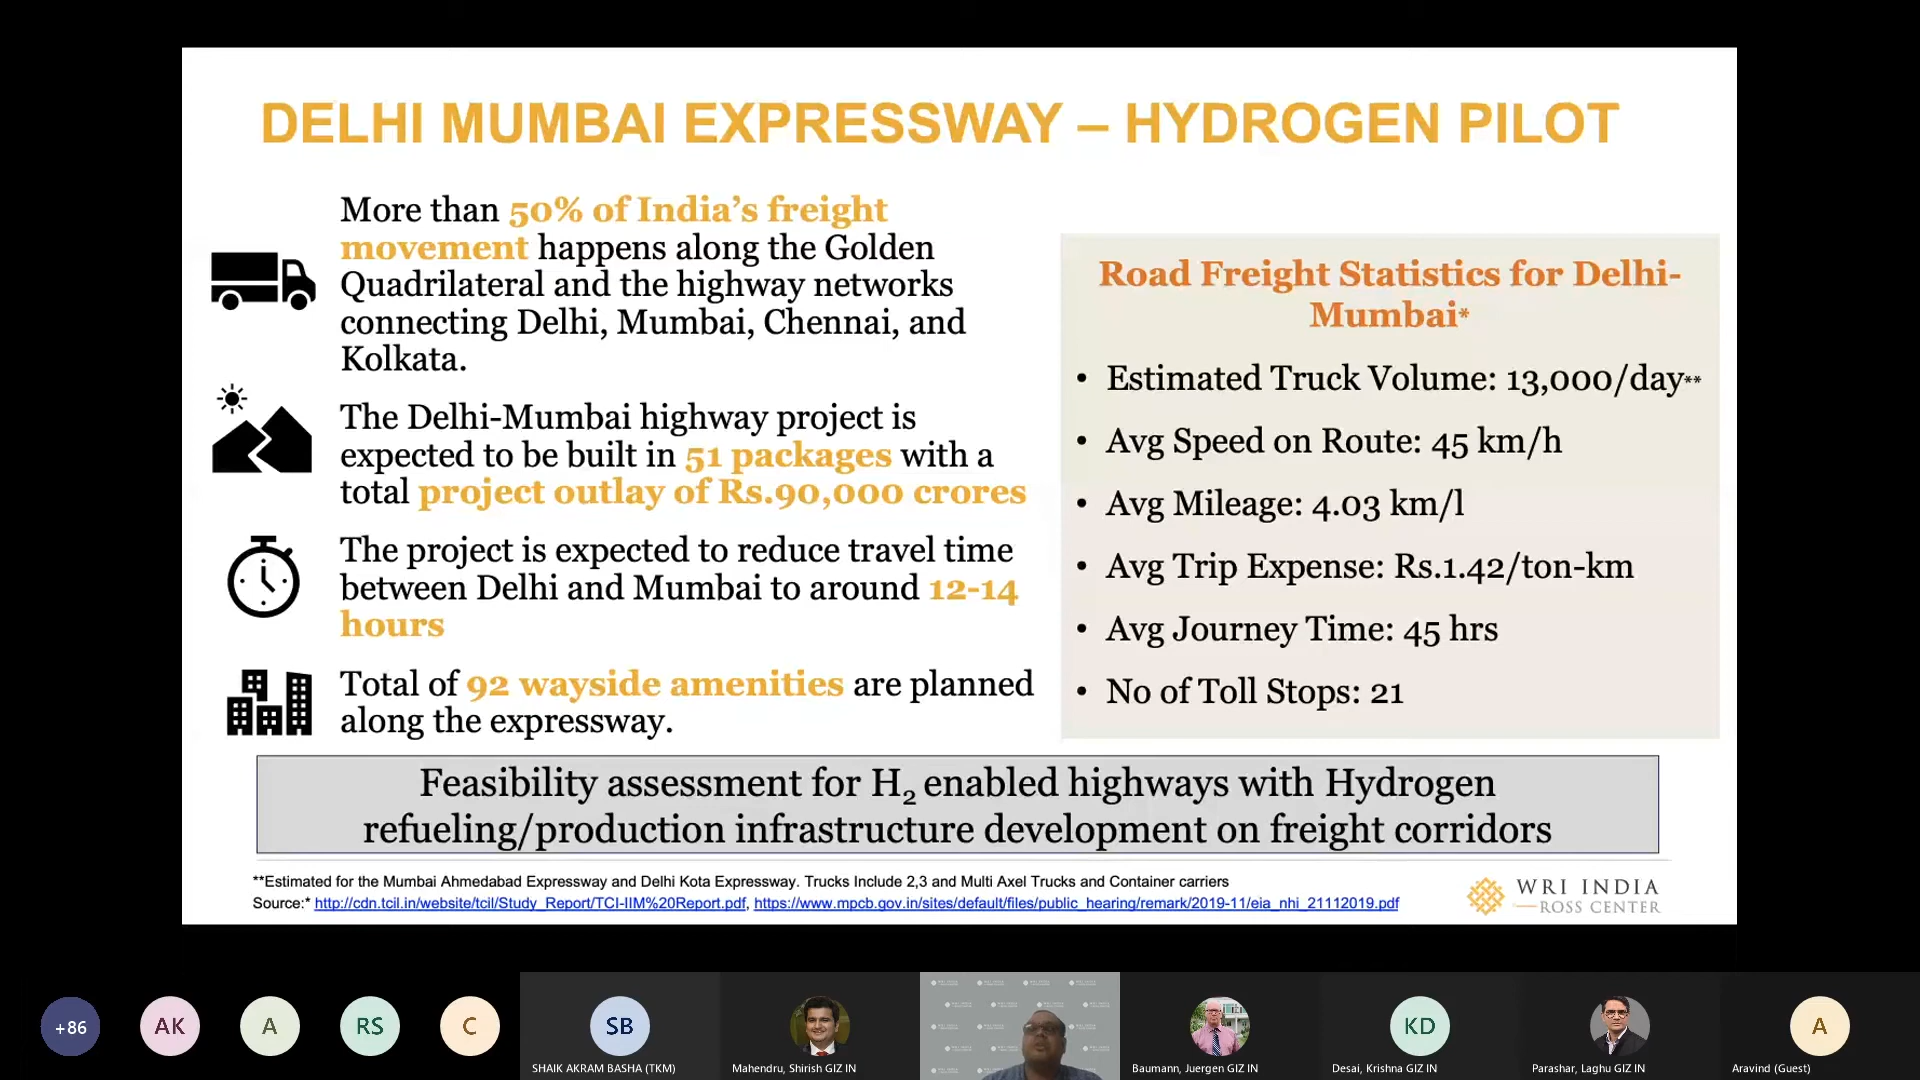 DELHI MUMBAI EXPRESSWAY – HYDROGEN PILOT
More than 50% of India’s freight
movement happens along the Golden
Quadrilateral and the highway networks
connecting Delhi, Mumbai, Chennai, and
Kolkata.
The Delhi-Mumbai highway project is
expected to be built in 51 packages with a
total project outlay of Rs.90,000 crores
The project is expected to reduce travel time
between Delhi and Mumbai to around 12-14
hours
Total of 92 wayside amenities are planned
along the expressway.
Road Freight Statistics for Delhi-
Mumbai*
• Estimated Truck Volume: 13,000/day**
• Avg Speed on Route: 45 km/h
• Avg Mileage: 4.03 km/l
• Avg Trip Expense: Rs.1.42/ton-km
• Avg Journey Time: 45 hrs
• No of Toll Stops: 21
Feasibility assessment for H₂ enabled highways with Hydrogen
refueling/production infrastructure development on freight corridors
**Estimated for the Mumbai Ahmedabad Expressway and Delhi Kota Expressway. Trucks Include 2,3 and Multi Axel Trucks and Container carriers
Source:* http://cdn.tcil.in/website/tcil/Study_Report/TCI-IIM%20Report.pdf, https://www.mpcb.gov.in/sites/default/files/public_hearing/remark/2019-11/eia_nhi_21112019.pdf
WRI INDIA
ROSS CENTER
+86
AK
A
RS
C
SB
KD
A
SHAIK AKRAM BASHA (TKM)
Mahendru, Shirish GIZ IN
Baumann, Juergen GIZ IN
Desai, Krishna GIZ IN
Parashar, Laghu GIZ IN
Aravind (Guest)